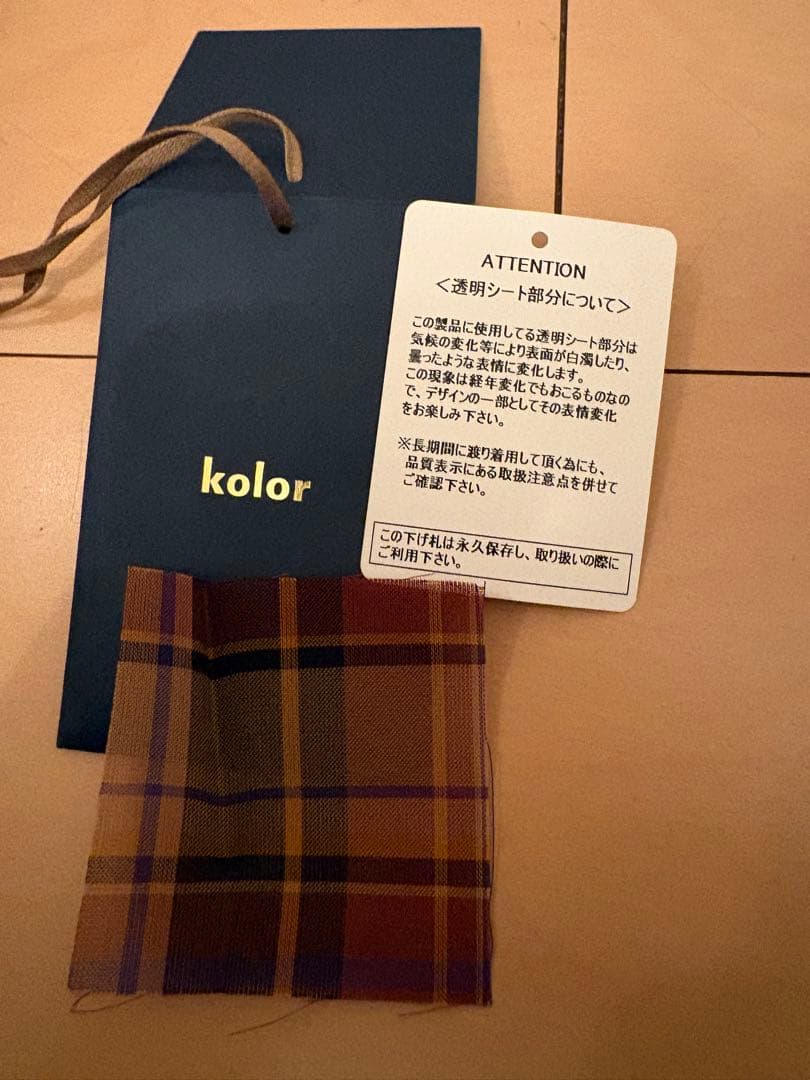 kolor
ATTENTION
＜透明シート部分について＞
この製品に使用してる透明シート部分は
気候の変化等により表面が白濁したり、
曇ったような表情に変化します。
この現象は経年変化でもおこるものなの
で、デザインの一部としてその表情変化
をお楽しみ下さい。
※長期間に渡り着用して頂く為にも、
品質表示にある取扱注意点を併せて
ご確認下さい。
この下げ札は永久保存し、取り扱いの際に
ご利用下さい。